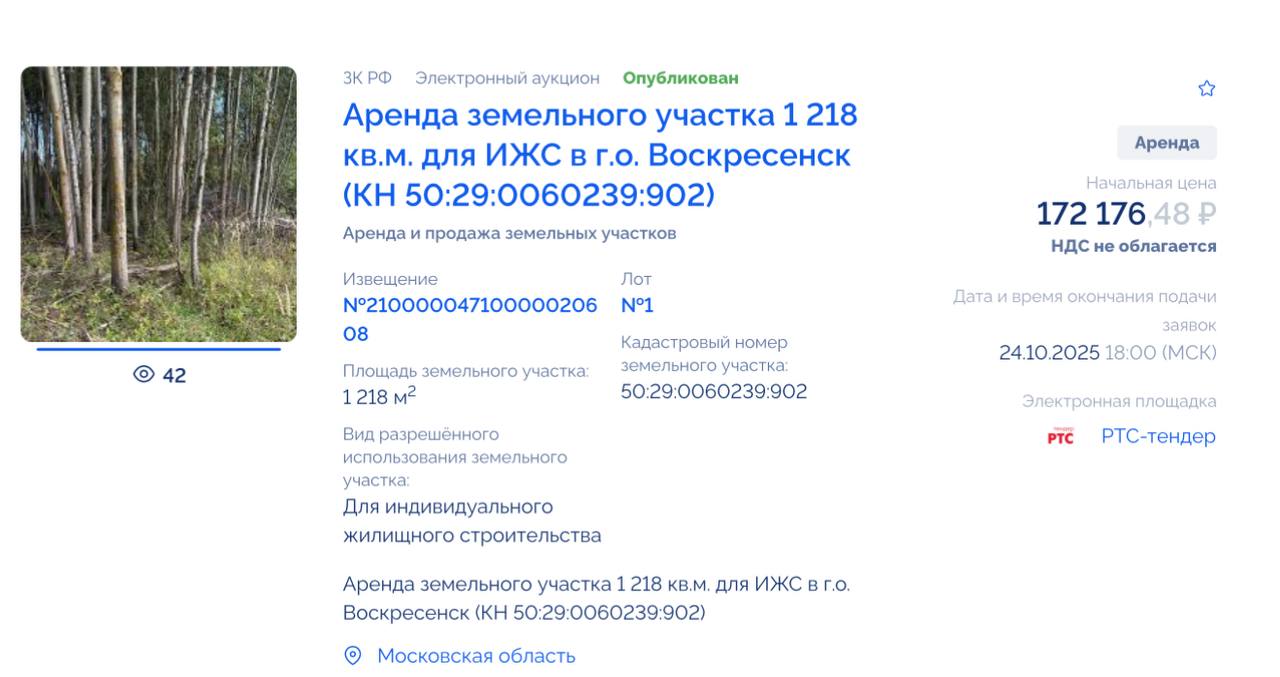 ЗК РФ Электронный аукцион Опубликован
Аренда земельного участка 1 218
кв.м. для ИЖС в г.о. Воскресенск
(КН 50:29:0060239:902)
Аренда и продажа земельных участков
Извещение
№210000047100000206
08
Площадь земельного участка:
1 218 м²
Вид разрешённого
использования земельного
участка:
Для индивидуального
жилищного строительства
Лот
№1
Кадастровый номер
земельного участка:
50:29:0060239:902
Аренда земельного участка 1 218 кв.м. для ИЖС в г.о.
Воскресенск (КН 50:29:0060239:902)
Московская область
42
Аренда
Начальная цена
172 176,48 ₽
НДС не облагается
Дата и время окончания подачи
заявок
24.10.2025 18:00 (МСК)
Электронная площадка
тендер
РТС
РТС-тендер